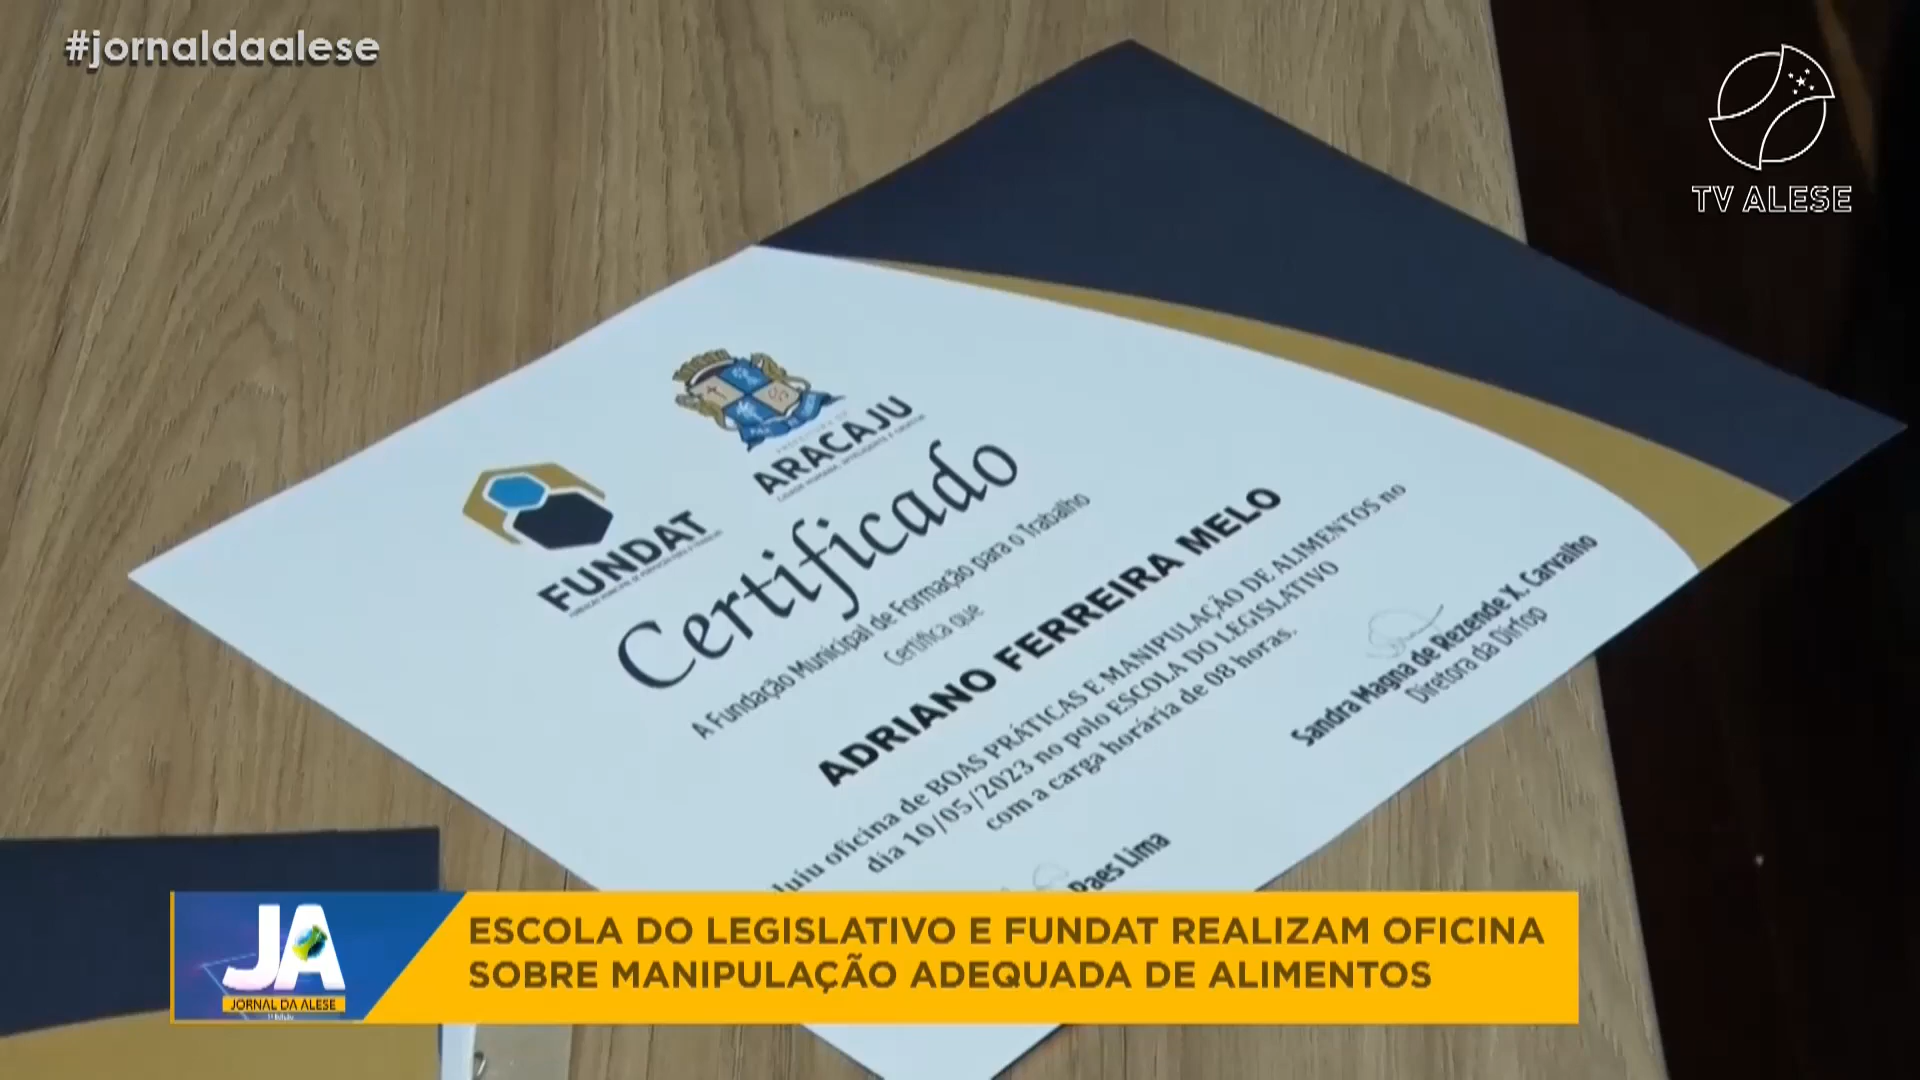 #jornaldaalese
TV ALESE
ARACAJU
FUNDAT
Certificado
A Fundação Municipal de Formação para o Trabalho
Certifica que
ADRIANO FERREIRA MELO
oficina de BOAS PRÁTICAS E MANIPULAÇÃO DE ALIMENTOS no
dia 10/05/2023 no polo ESCOLA DO LEGISLATIVO
com a carga horária de 08 horas.
Sandra Magna de Rezende X. Carvalho
Diretora da Dirfop
Paes Lima
JA
JORNAL DA ALESE
ESCOLA DO LEGISLATIVO E FUNDAT REALIZAM OFICINA
SOBRE MANIPULAÇÃO ADEQUADA DE ALIMENTOS